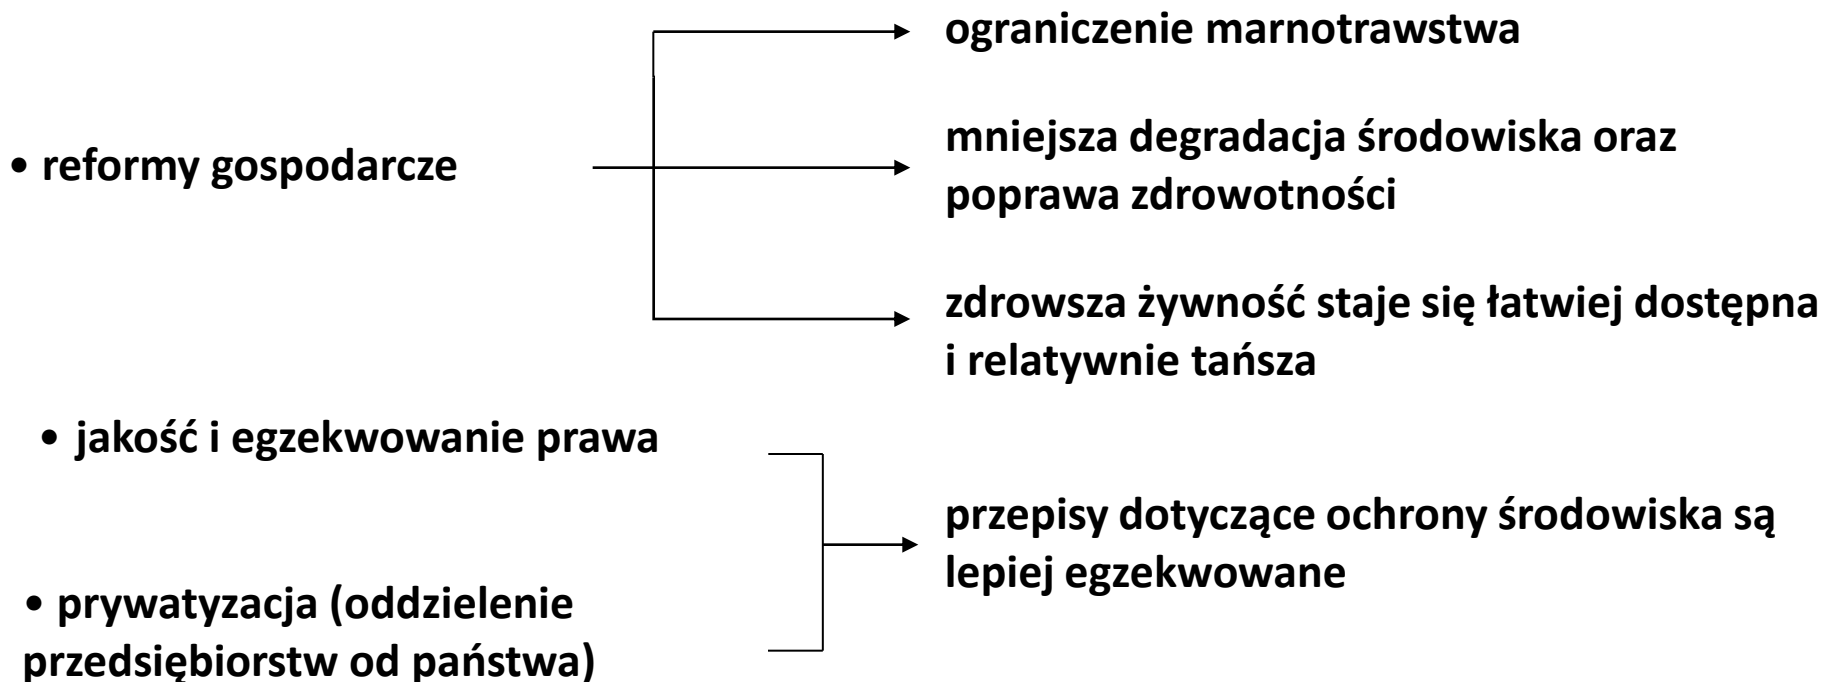 ograniczenie marnotrawstwa
• reformy gospodarcze
mniejsza degradacja środowiska oraz
poprawa zdrowotności
zdrowsza żywność staje się łatwiej dostępna
i relatywnie tańsza
• jakość i egzekwowanie prawa
przepisy dotyczące ochrony środowiska są
lepiej egzekwowane
• prywatyzacja (oddzielenie
przedsiębiorstw od państwa)